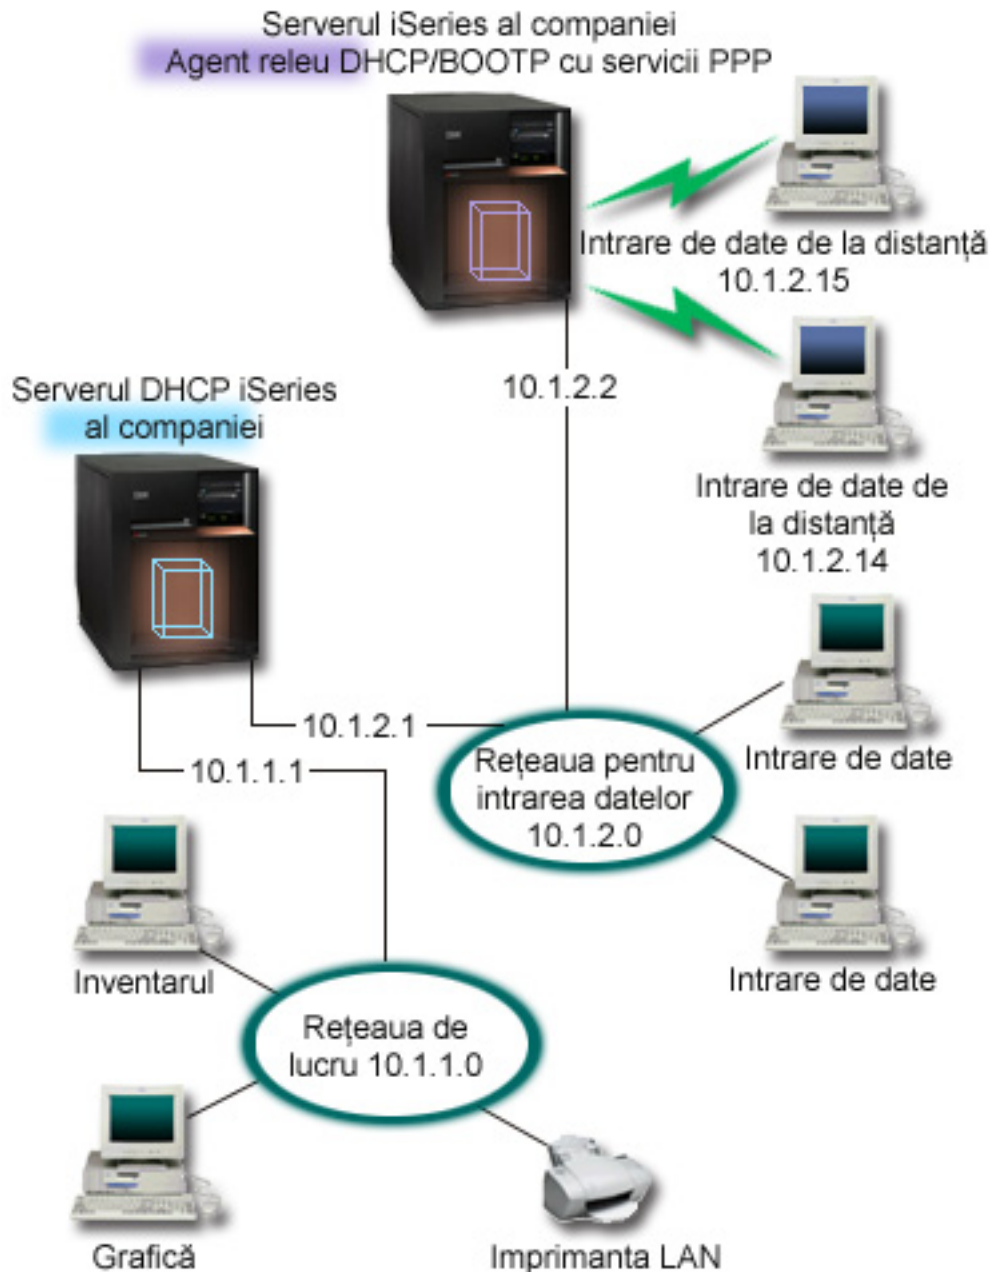 Serverul iSeries al companiei
Agent releu DHCP/BOOTP cu servicii PPP
Intrare de date de la distanță
10.1.2.15
10.1.2.2
Serverul DHCP iSeries
al companiei
Intrare de date de
la distanță
10.1.2.14
10.1.2.1
10.1.1.1
Rețeaua pentru
intrarea datelor
10.1.2.0
Intrare de date
Inventarul
Intrare de date
Rețeaua de
lucru 10.1.1.0
Grafică
Imprimanta LAN